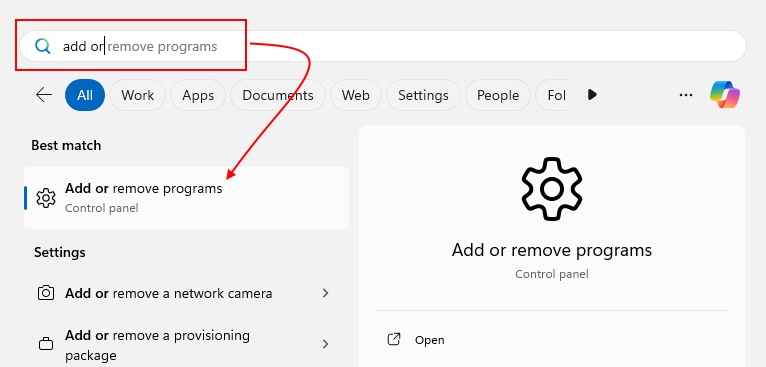 add or remove programs
All Work Apps Documents Web Settings People Fol ...
Best match
Add or remove programs
Control panel
Settings
Add or remove a network camera
Add or remove a provisioning
package
Add or remove programs
Control panel
Open